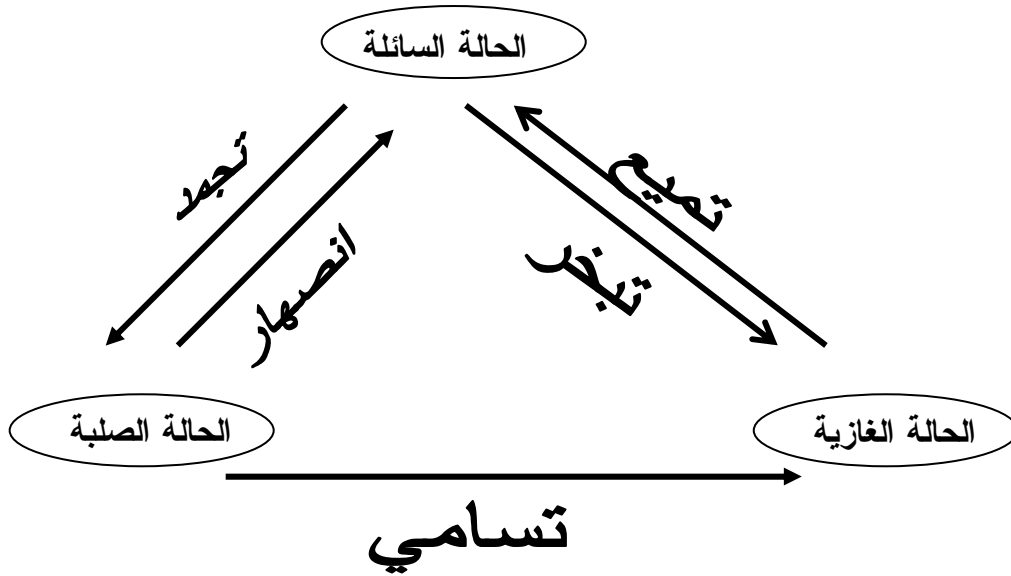 الحالة السائلة
تجمد
تميع
انصهار
تبخر
الحالة الصلبة
الحالة الغازية
تسامي